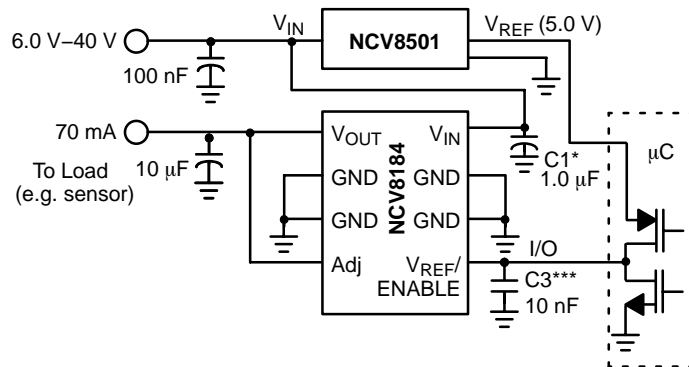 6.0 V–40 V
VIN
NCV8501
VREF (5.0 V)
100 nF
70 mA
10 μF
To Load
(e.g. sensor)
VOUT
VIN
GND
GND
GND
GND
Adj
VREF/
ENABLE
NCV8184
C1*
1.0 μF
μC
I/O
C3***
10 nF